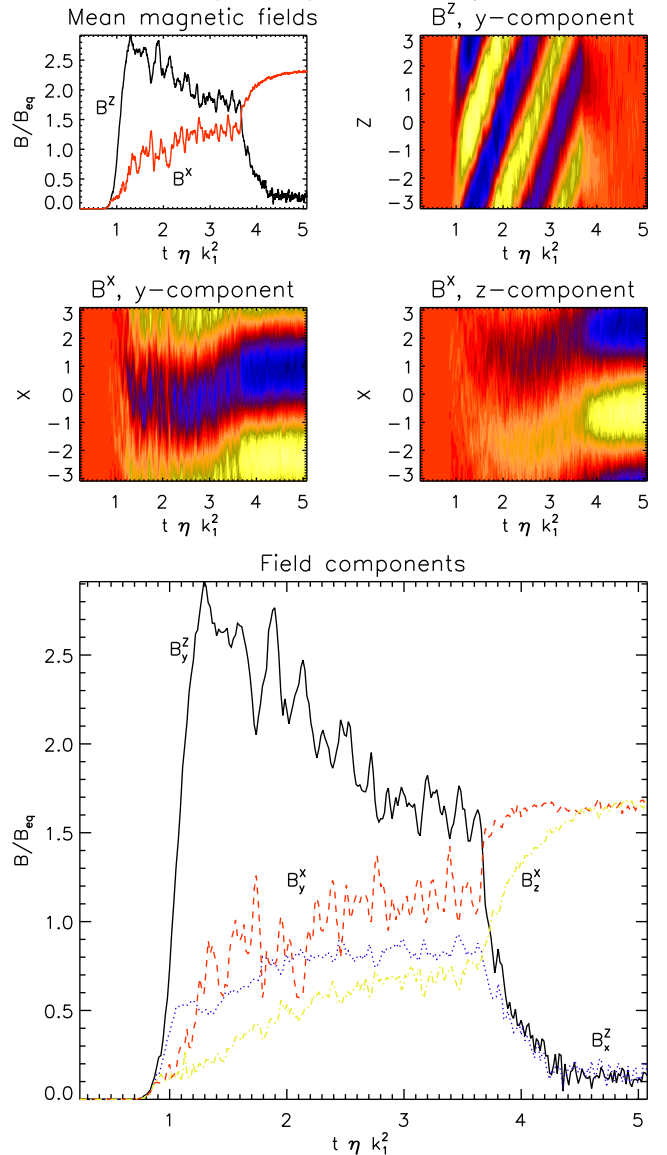 Mean magnetic fields
B/B_eq
2.5
2.0
1.5
1.0
0.5
0.0
B^Z
B^X
1 2 3 4 5
t η k_1^2
B^Z, y-component
Z
3
2
1
0
-1
-2
-3
1 2 3 4 5
t η k_1^2
B^X, y-component
X
3
2
1
0
-1
-2
-3
1 2 3 4 5
t η k_1^2
B^X, z-component
X
3
2
1
0
-1
-2
-3
1 2 3 4 5
t η k_1^2
Field components
B/B_eq
2.5
2.0
1.5
1.0
0.5
0.0
B_y^Z
B_y^X
B_z^X
B_x^Z
1 2 3 4 5
t η k_1^2